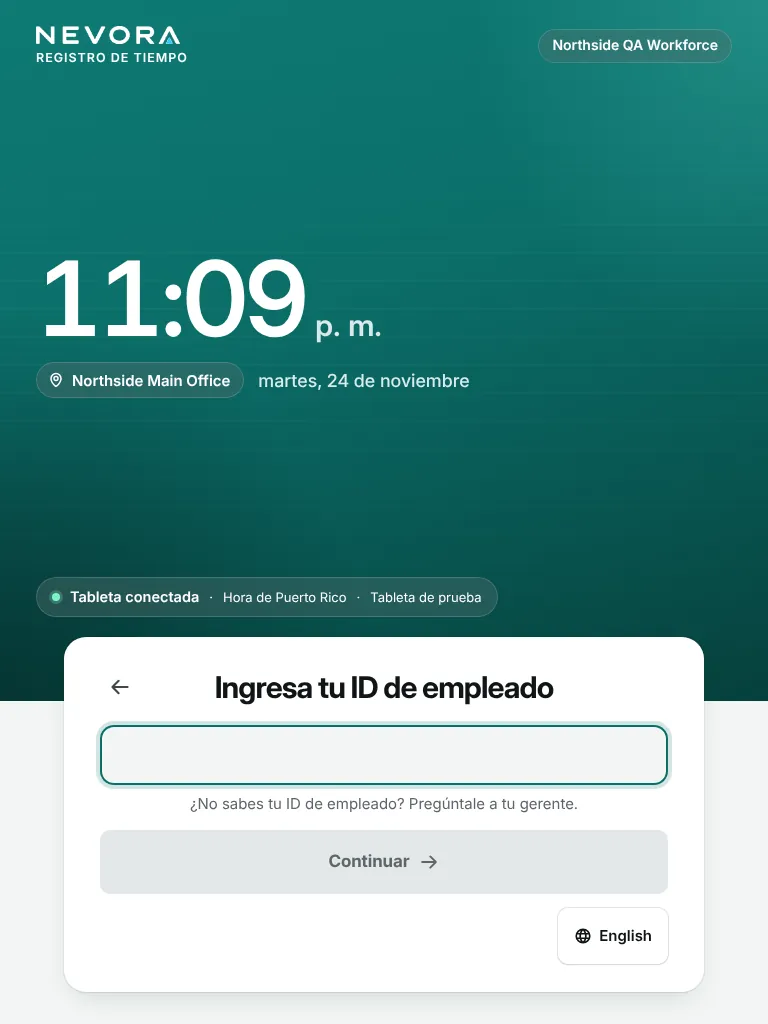 NEVORA
REGISTRO DE TIEMPO
Northside QA Workforce
11:09 p. m.
Northside Main Office
martes, 24 de noviembre
Tableta conectada · Hora de Puerto Rico · Tableta de prueba
Ingresa tu ID de empleado
¿No sabes tu ID de empleado? Pregúntale a tu gerente.
Continuar →
English